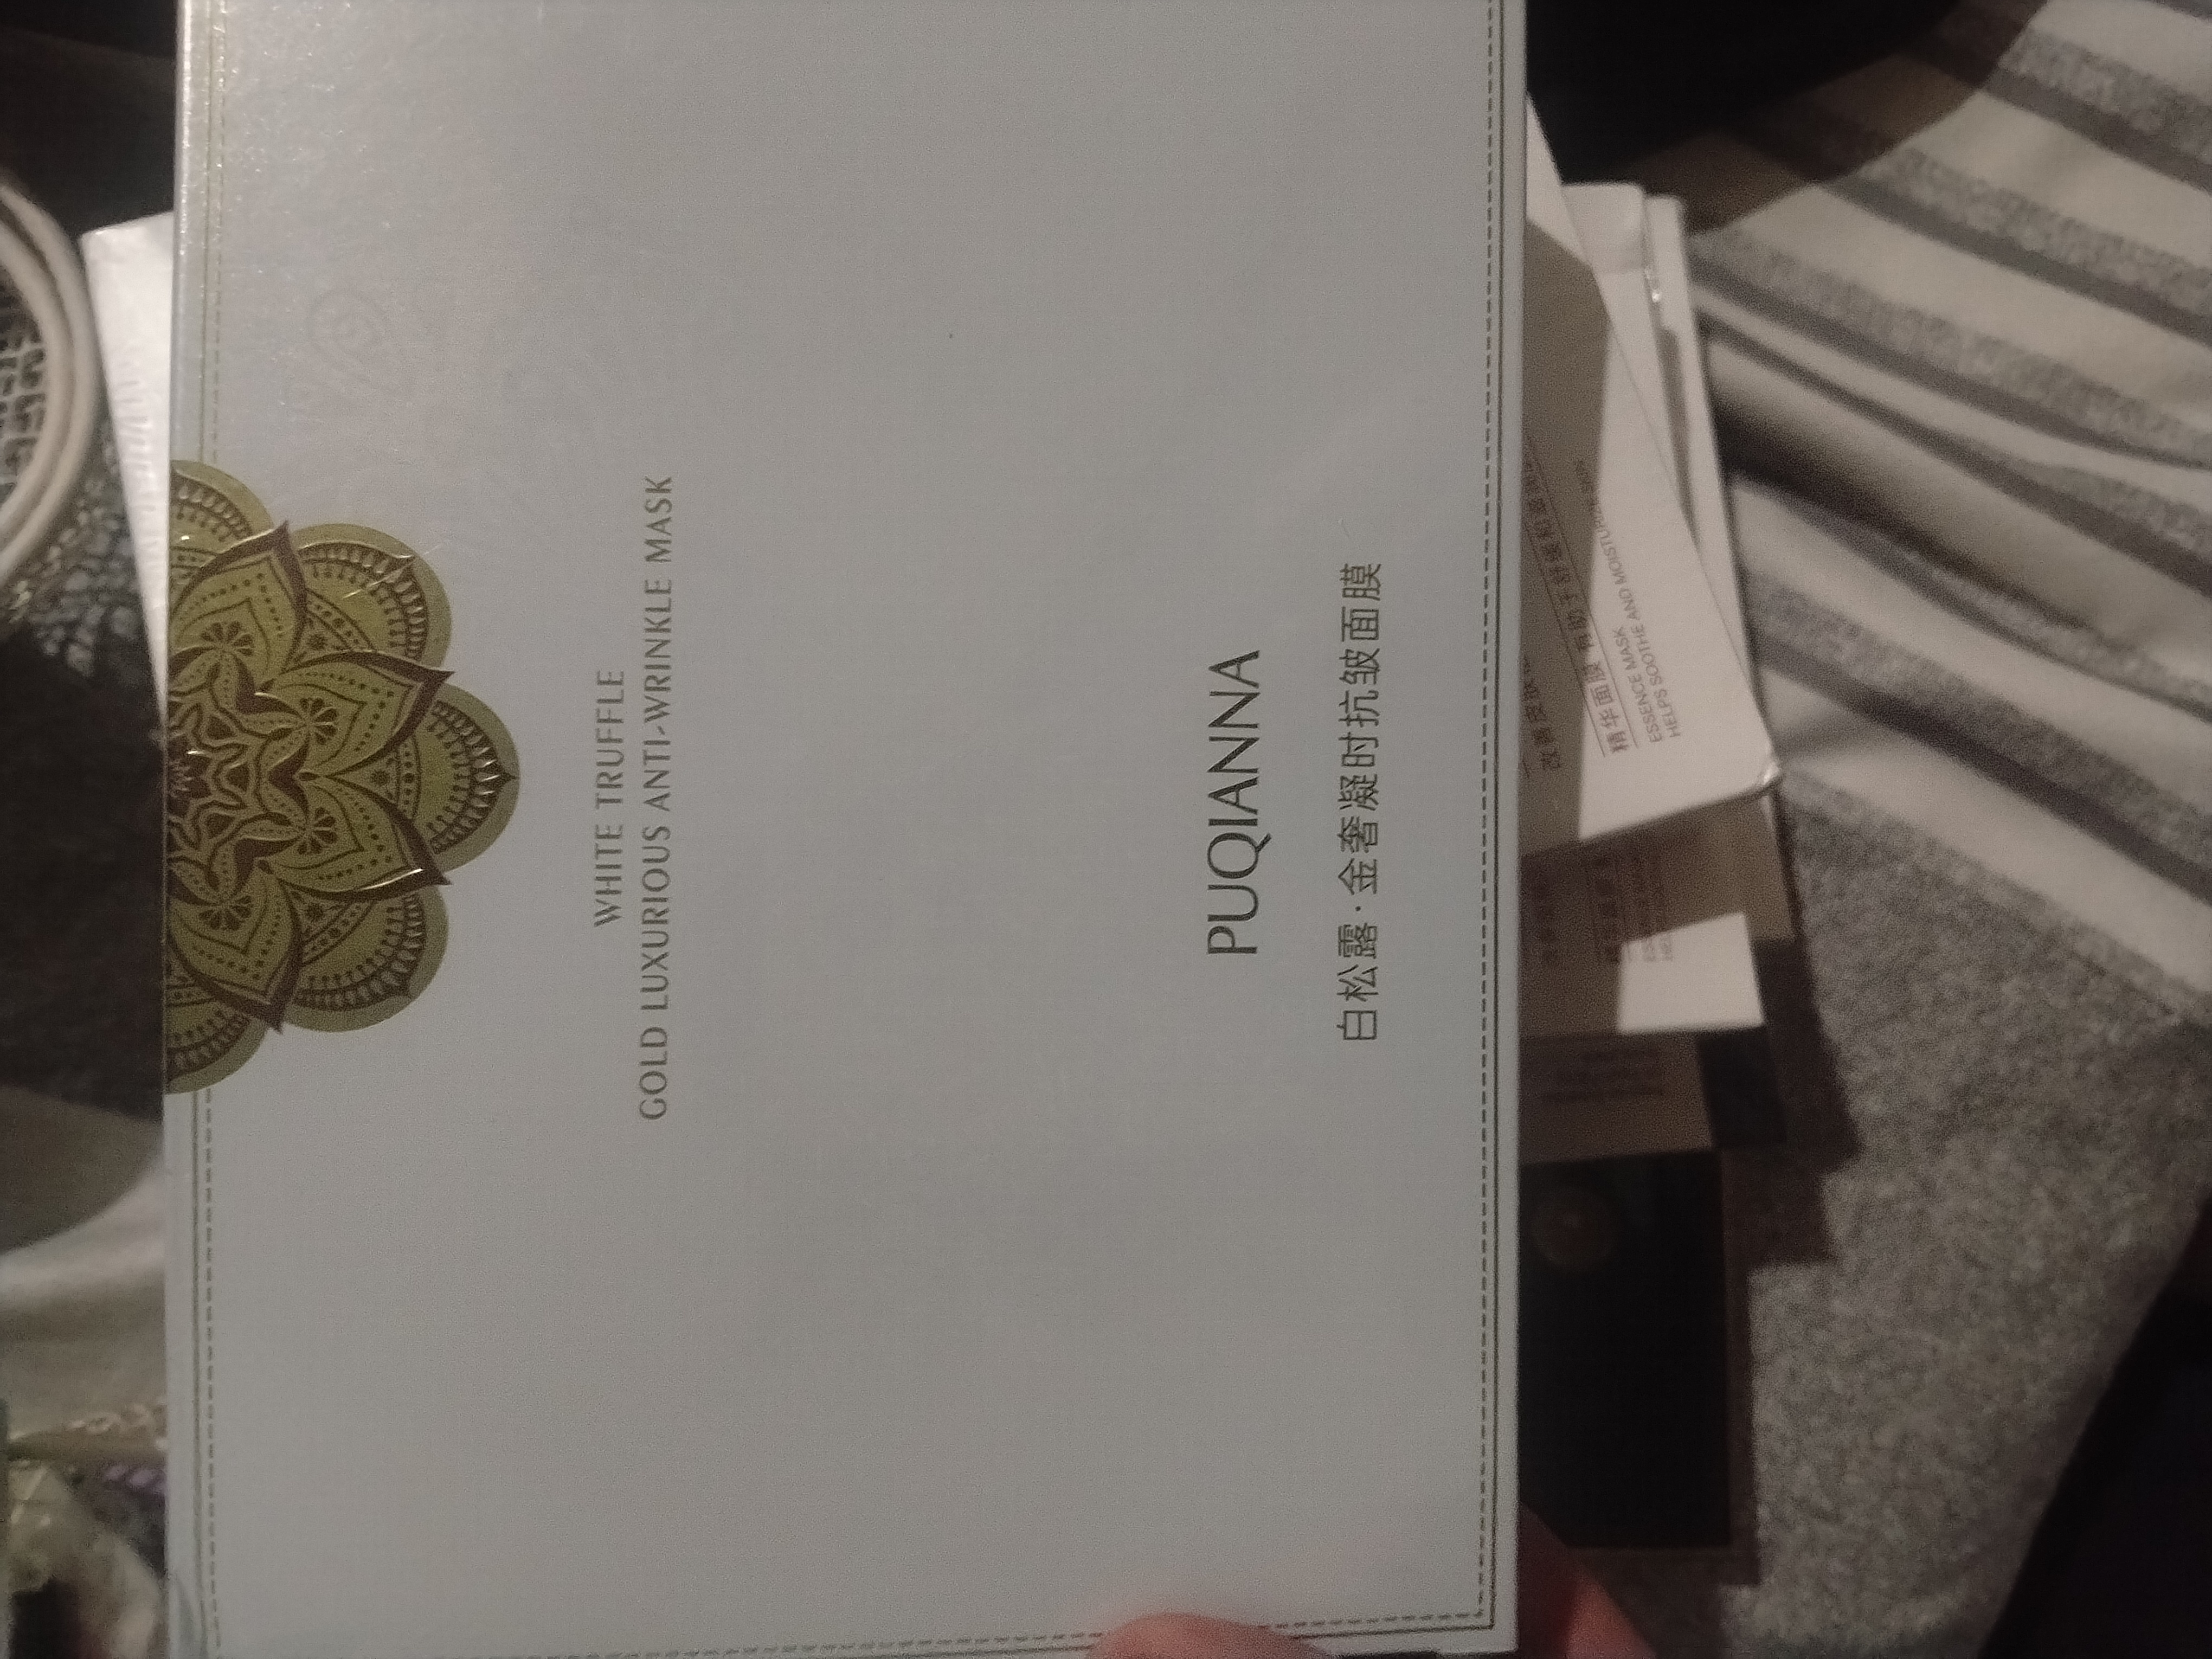 WHITE TRUFFLE
GOLD LUXURIOUS ANTI-WRINKLE MASK
PUQIANNA
白松露·金奢凝时抗皱面膜
精华面膜
ESSENCE MASK
HELPS SOOTHE AND